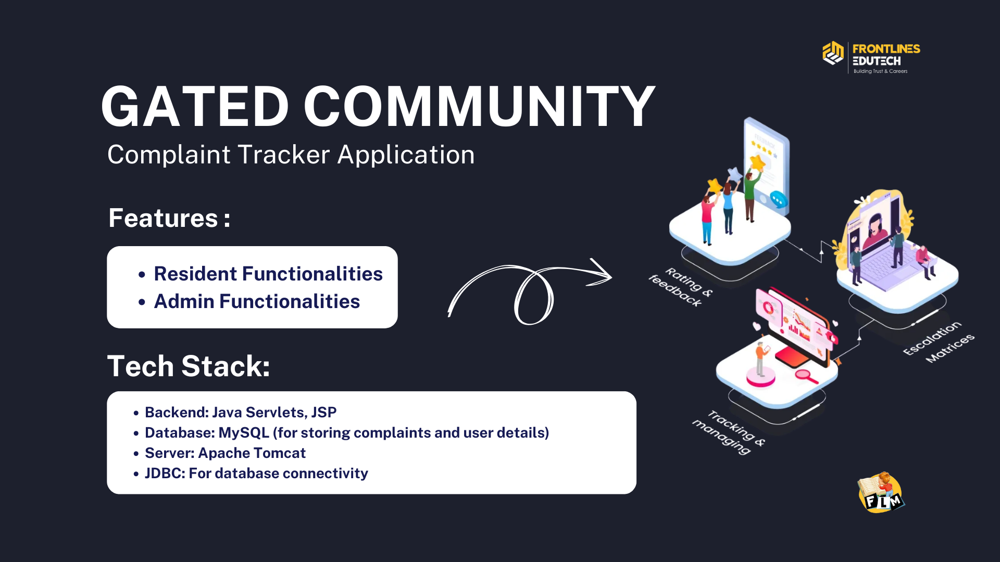 FRONTLINES
EDUTECH
Building Trust & Careers
GATED COMMUNITY
Complaint Tracker Application
Features :
• Resident Functionalities
• Admin Functionalities
Tech Stack:
• Backend: Java Servlets, JSP
• Database: MySQL (for storing complaints and user details)
• Server: Apache Tomcat
• JDBC: For database connectivity
FEEDBACK
Rating &
feedback
Escalation
Matrices
Tracking &
managing
FLM